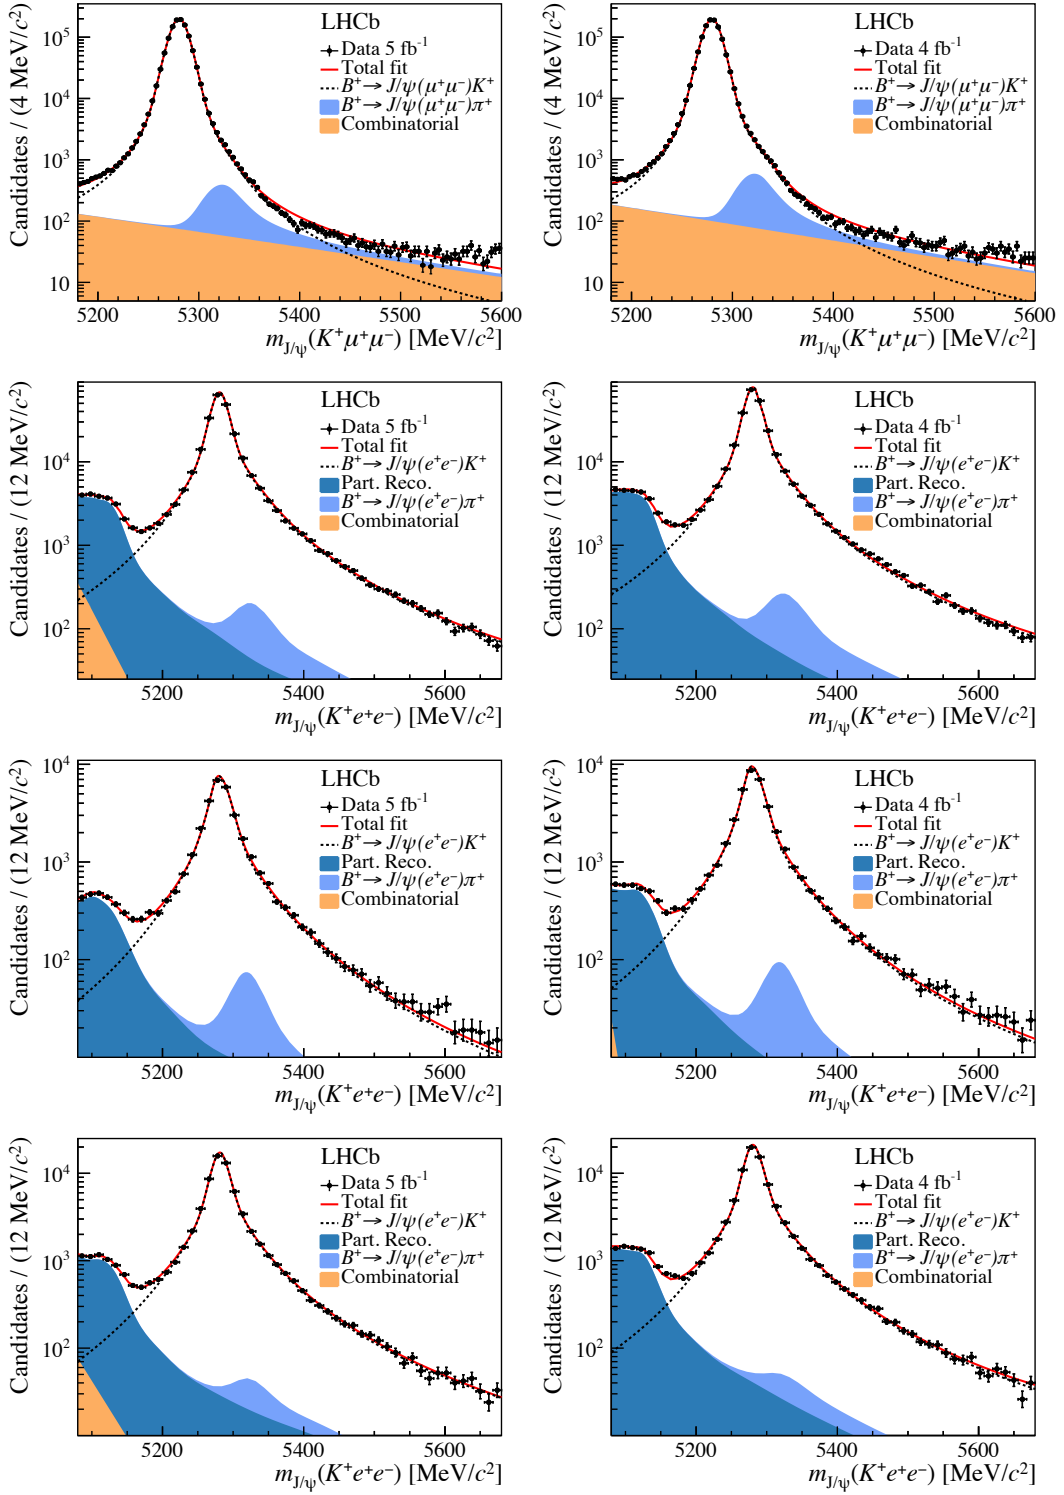 LHCb
Data 5 fb⁻¹
Total fit
B⁺→J/ψ(μ⁺μ⁻)K⁺
B⁺→J/ψ(μ⁺μ⁻)π⁺
Combinatorial
Candidates / (4 MeV/c²)
10⁵
10⁴
10³
10²
10
5200 5300 5400 5500 5600
m_J/ψ(K⁺μ⁺μ⁻) [MeV/c²]
LHCb
Data 4 fb⁻¹
Total fit
B⁺→J/ψ(μ⁺μ⁻)K⁺
B⁺→J/ψ(μ⁺μ⁻)π⁺
Combinatorial
Candidates / (4 MeV/c²)
10⁵
10⁴
10³
10²
10
5200 5300 5400 5500 5600
m_J/ψ(K⁺μ⁺μ⁻) [MeV/c²]
LHCb
Data 5 fb⁻¹
Total fit
B⁺→J/ψ(e⁺e⁻)K⁺
Part. Reco.
B⁺→J/ψ(e⁺e⁻)π⁺
Combinatorial
Candidates / (12 MeV/c²)
10⁴
10³
10²
5200 5400 5600
m_J/ψ(K⁺e⁺e⁻) [MeV/c²]
LHCb
Data 4 fb⁻¹
Total fit
B⁺→J/ψ(e⁺e⁻)K⁺
Part. Reco.
B⁺→J/ψ(e⁺e⁻)π⁺
Combinatorial
Candidates / (12 MeV/c²)
10⁴
10³
10²
5200 5400 5600
m_J/ψ(K⁺e⁺e⁻) [MeV/c²]
LHCb
Data 5 fb⁻¹
Total fit
B⁺→J/ψ(e⁺e⁻)K⁺
Part. Reco.
B⁺→J/ψ(e⁺e⁻)π⁺
Combinatorial
Candidates / (12 MeV/c²)
10⁴
10³
10²
5200 5400 5600
m_J/ψ(K⁺e⁺e⁻) [MeV/c²]
LHCb
Data 4 fb⁻¹
Total fit
B⁺→J/ψ(e⁺e⁻)K⁺
Part. Reco.
B⁺→J/ψ(e⁺e⁻)π⁺
Combinatorial
Candidates / (12 MeV/c²)
10⁴
10³
10²
5200 5400 5600
m_J/ψ(K⁺e⁺e⁻) [MeV/c²]
LHCb
Data 5 fb⁻¹
Total fit
B⁺→J/ψ(e⁺e⁻)K⁺
Part. Reco.
B⁺→J/ψ(e⁺e⁻)π⁺
Combinatorial
Candidates / (12 MeV/c²)
10⁴
10³
10²
5200 5400 5600
m_J/ψ(K⁺e⁺e⁻) [MeV/c²]
LHCb
Data 4 fb⁻¹
Total fit
B⁺→J/ψ(e⁺e⁻)K⁺
Part. Reco.
B⁺→J/ψ(e⁺e⁻)π⁺
Combinatorial
Candidates / (12 MeV/c²)
10⁴
10³
10²
5200 5400 5600
m_J/ψ(K⁺e⁺e⁻) [MeV/c²]